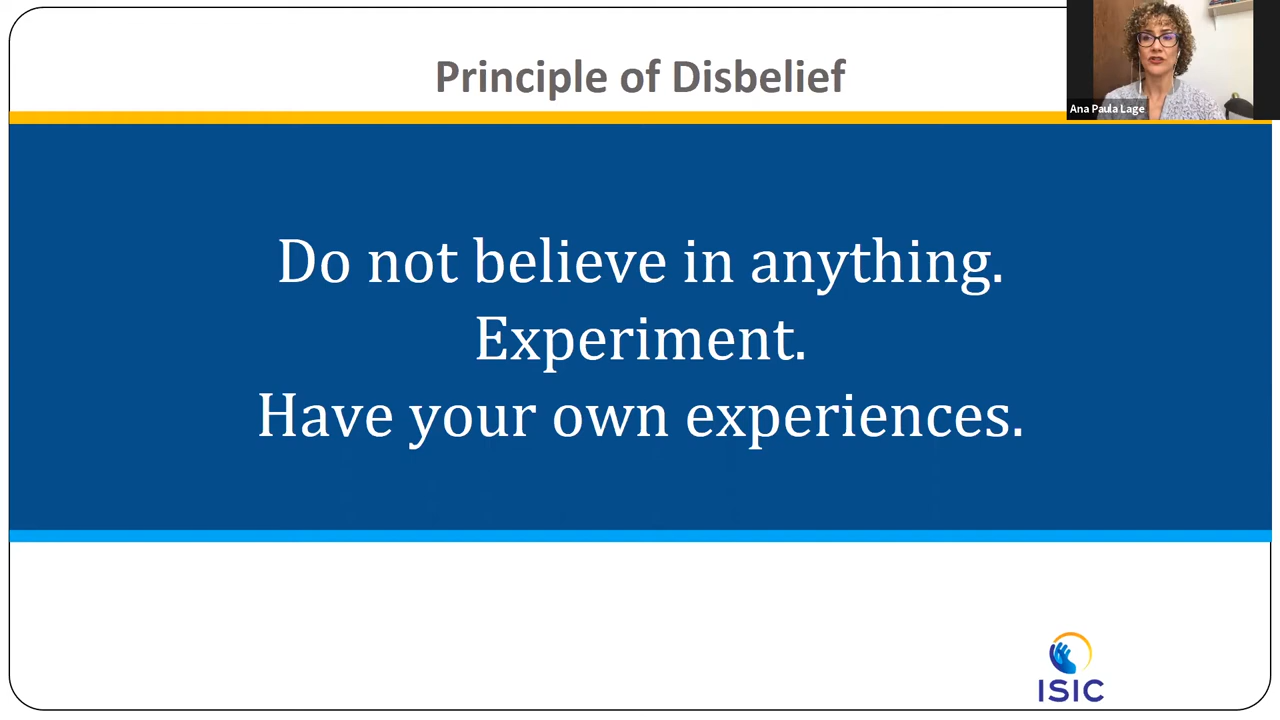 Principle of Disbelief
Ana Paula Lage
Do not believe in anything.
Experiment.
Have your own experiences.
ISIC